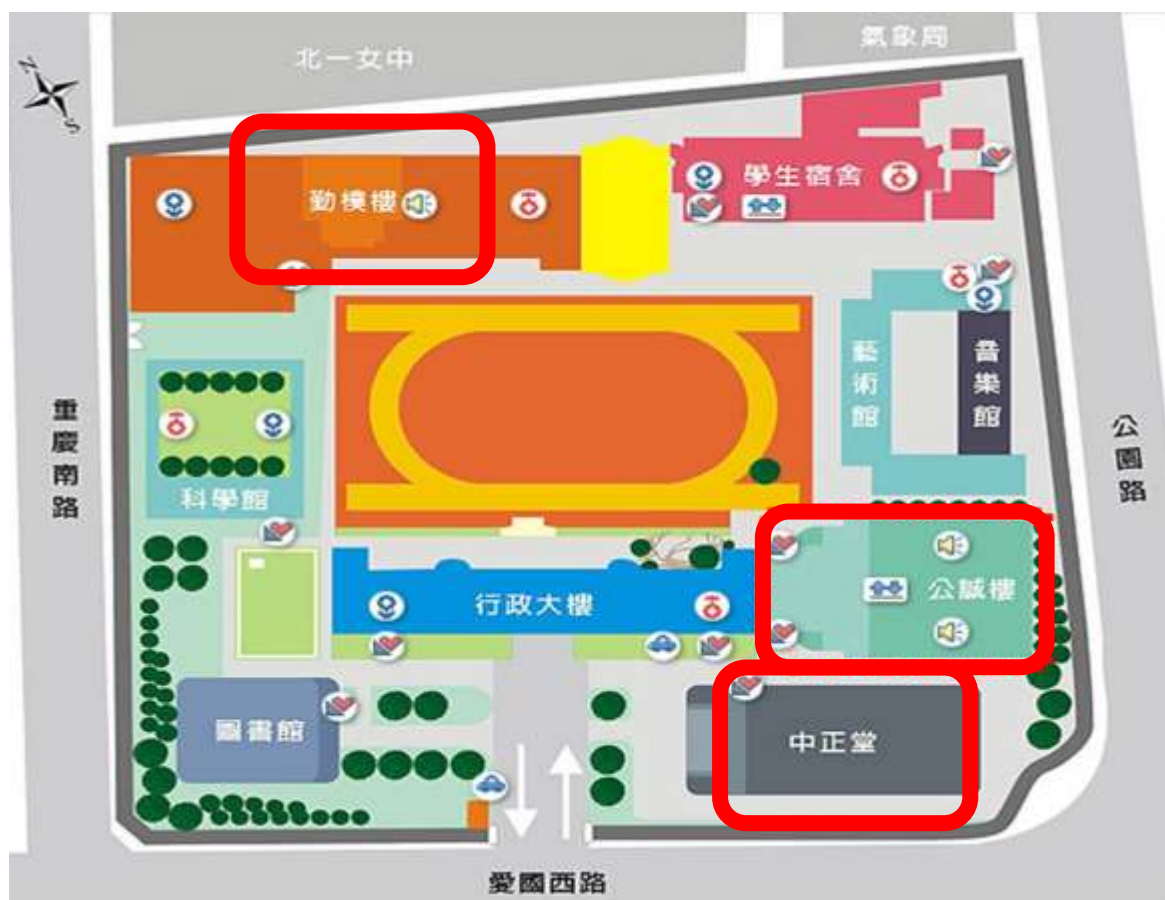 北一女中
氣象局
N
S
勤樸樓
學生宿舍
藝術館
音樂館
重慶南路
公園路
科學館
行政大樓
公誠樓
圖書館
中正堂
愛國西路